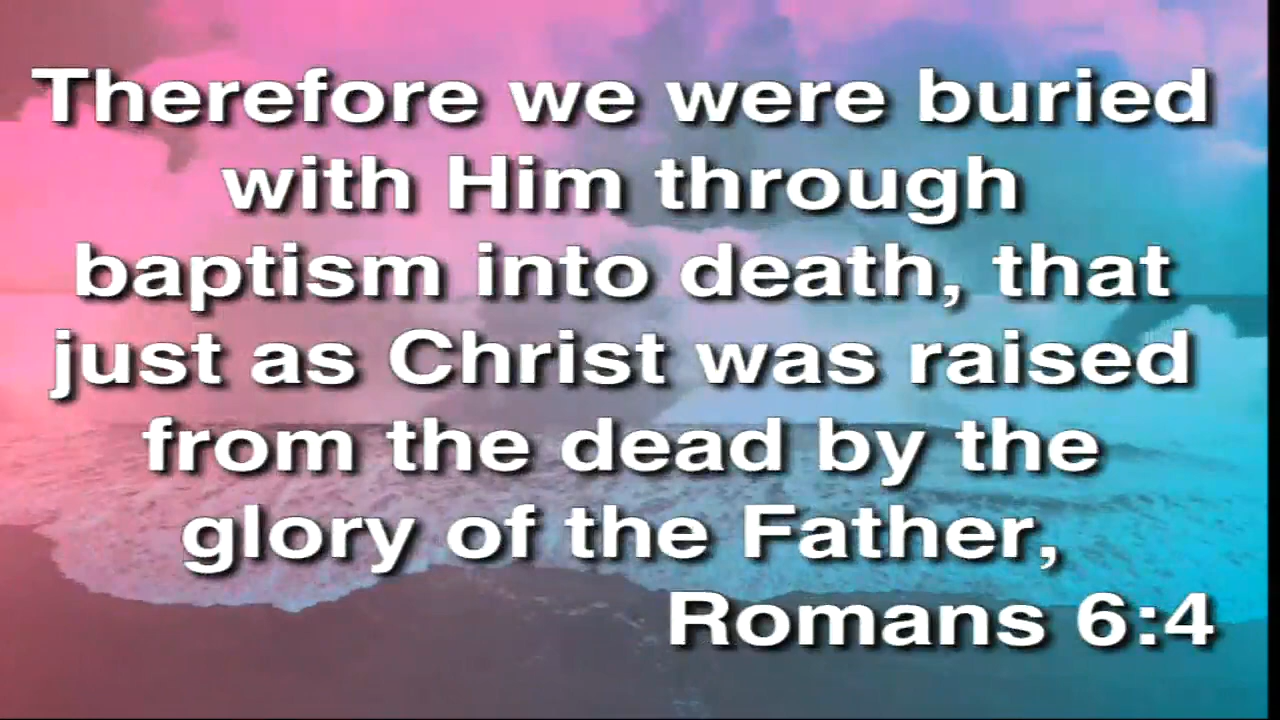 Therefore we were buried
with Him through
baptism into death, that
just as Christ was raised
from the dead by the
glory of the Father,
Romans 6:4